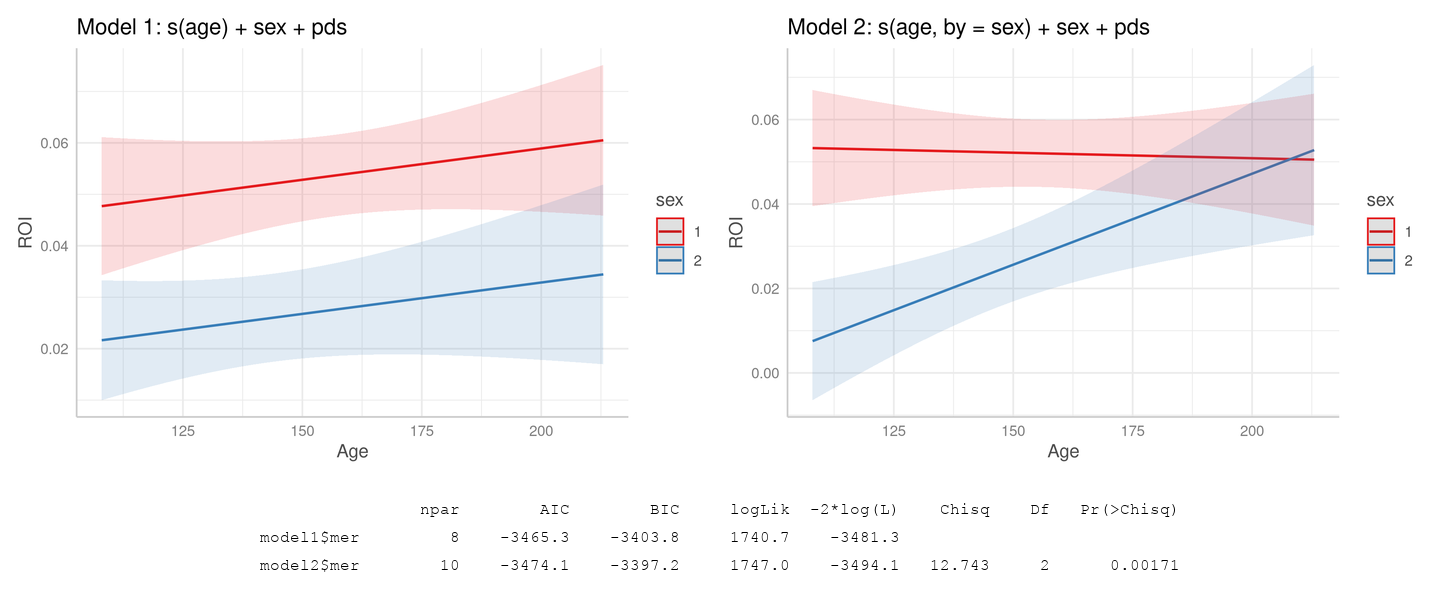 Model 1: s(age) + sex + pds
0.06
0.04
0.02
ROI
125 150 175 200
Age
sex
1
2
Model 2: s(age, by = sex) + sex + pds
0.06
0.04
0.02
0.00
ROI
125 150 175 200
Age
sex
1
2
npar AIC BIC logLik -2*log(L) Chisq Df Pr(>Chisq)
model1$mer 8 -3465.3 -3403.8 1740.7 -3481.3
model2$mer 10 -3474.1 -3397.2 1747.0 -3494.1 12.743 2 0.00171